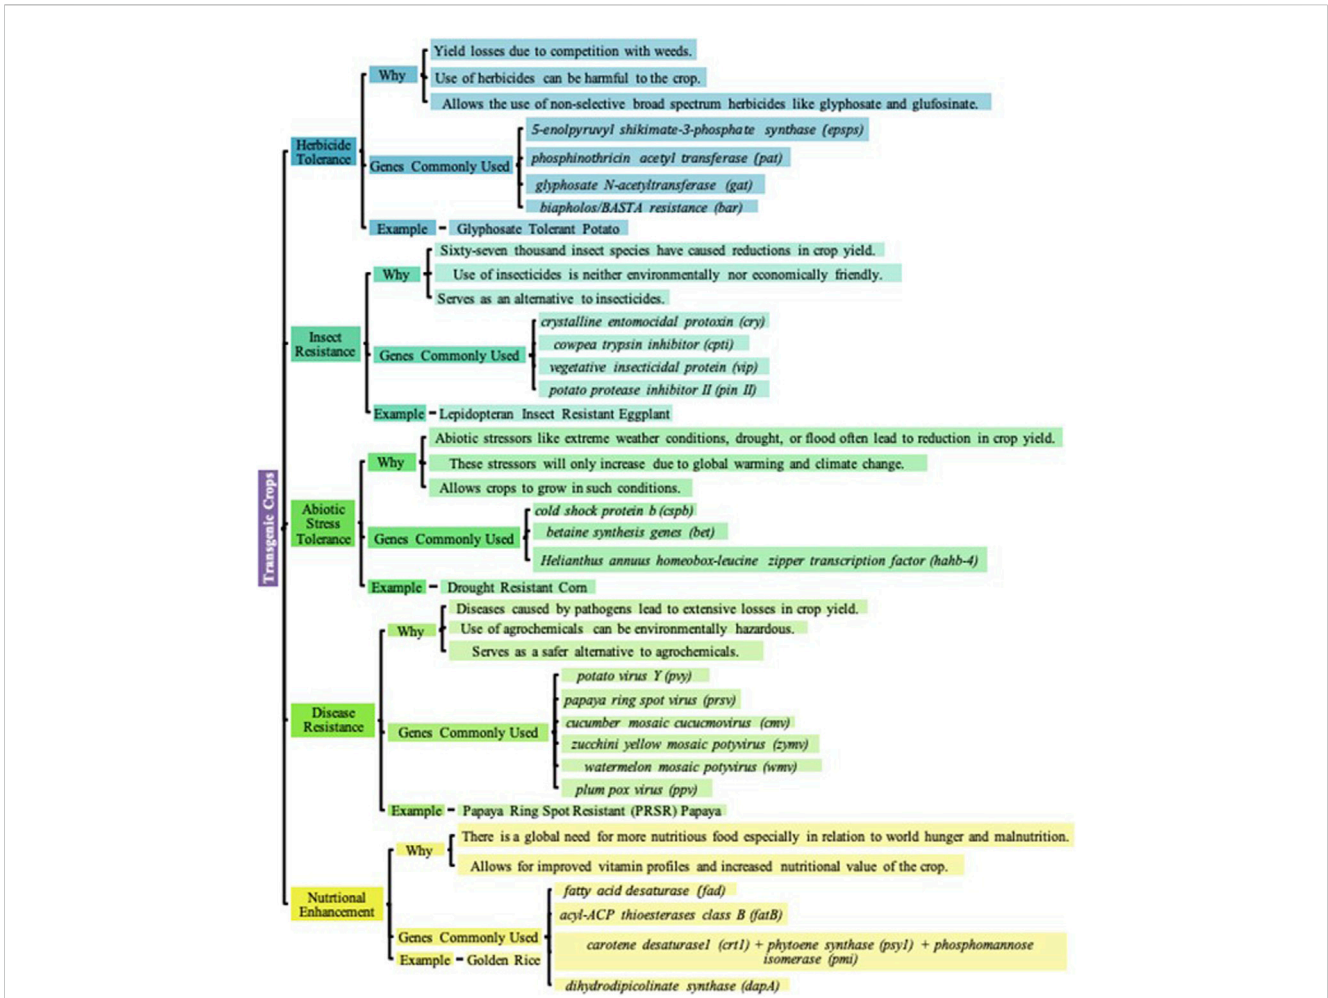 Transgenic Crops
Herbicide
Tolerance
Why
Yield losses due to competition with weeds.
Use of herbicides can be harmful to the crop.
Allows the use of non-selective broad spectrum herbicides like glyphosate and glufosinate.
Genes Commonly Used
5-enolpyruvyl shikimate-3-phosphate synthase (epsps)
phosphinothricin acetyl transferase (pat)
glyphosate N-acetyltransferase (gat)
biapholos/BASTA resistance (bar)
Example
Glyphosate Tolerant Potato
Insect
Resistance
Why
Sixty-seven thousand insect species have caused reductions in crop yield.
Use of insecticides is neither environmentally nor economically friendly.
Serves as an alternative to insecticides.
Genes Commonly Used
crystalline entomocidal protoxin (cry)
cowpea trypsin inhibitor (cpti)
vegetative insecticidal protein (vip)
potato protease inhibitor II (pin II)
Example
Lepidopteran Insect Resistant Eggplant
Abiotic
Stress
Tolerance
Why
Abiotic stressors like extreme weather conditions, drought, or flood often lead to reduction in crop yield.
These stressors will only increase due to global warming and climate change.
Allows crops to grow in such conditions.
Genes Commonly Used
cold shock protein b (cspb)
betaine synthesis genes (bet)
Helianthus annuus homeobox-leucine zipper transcription factor (hahb-4)
Example
Drought Resistant Corn
Disease
Resistance
Why
Diseases caused by pathogens lead to extensive losses in crop yield.
Use of agrochemicals can be environmentally hazardous.
Serves as a safer alternative to agrochemicals.
Genes Commonly Used
potato virus Y (pvy)
papaya ring spot virus (prsv)
cucumber mosaic cucucmovirus (cmv)
zucchini yellow mosaic potyvirus (zymv)
watermelon mosaic potyvirus (wmv)
plum pox virus (ppv)
Example
Papaya Ring Spot Resistant (PRSR) Papaya
Nutrtional
Enhancement
Why
There is a global need for more nutritious food especially in relation to world hunger and malnutrition.
Allows for improved vitamin profiles and increased nutritional value of the crop.
Genes Commonly Used
fatty acid desaturase (fad)
acyl-ACP thioesterases class B (fatB)
carotene desaturase1 (crt1) + phytoene synthase (psy1) + phosphomannose
isomerase (pmi)
dihydrodipicolinate synthase (dapA)
Example
Golden Rice